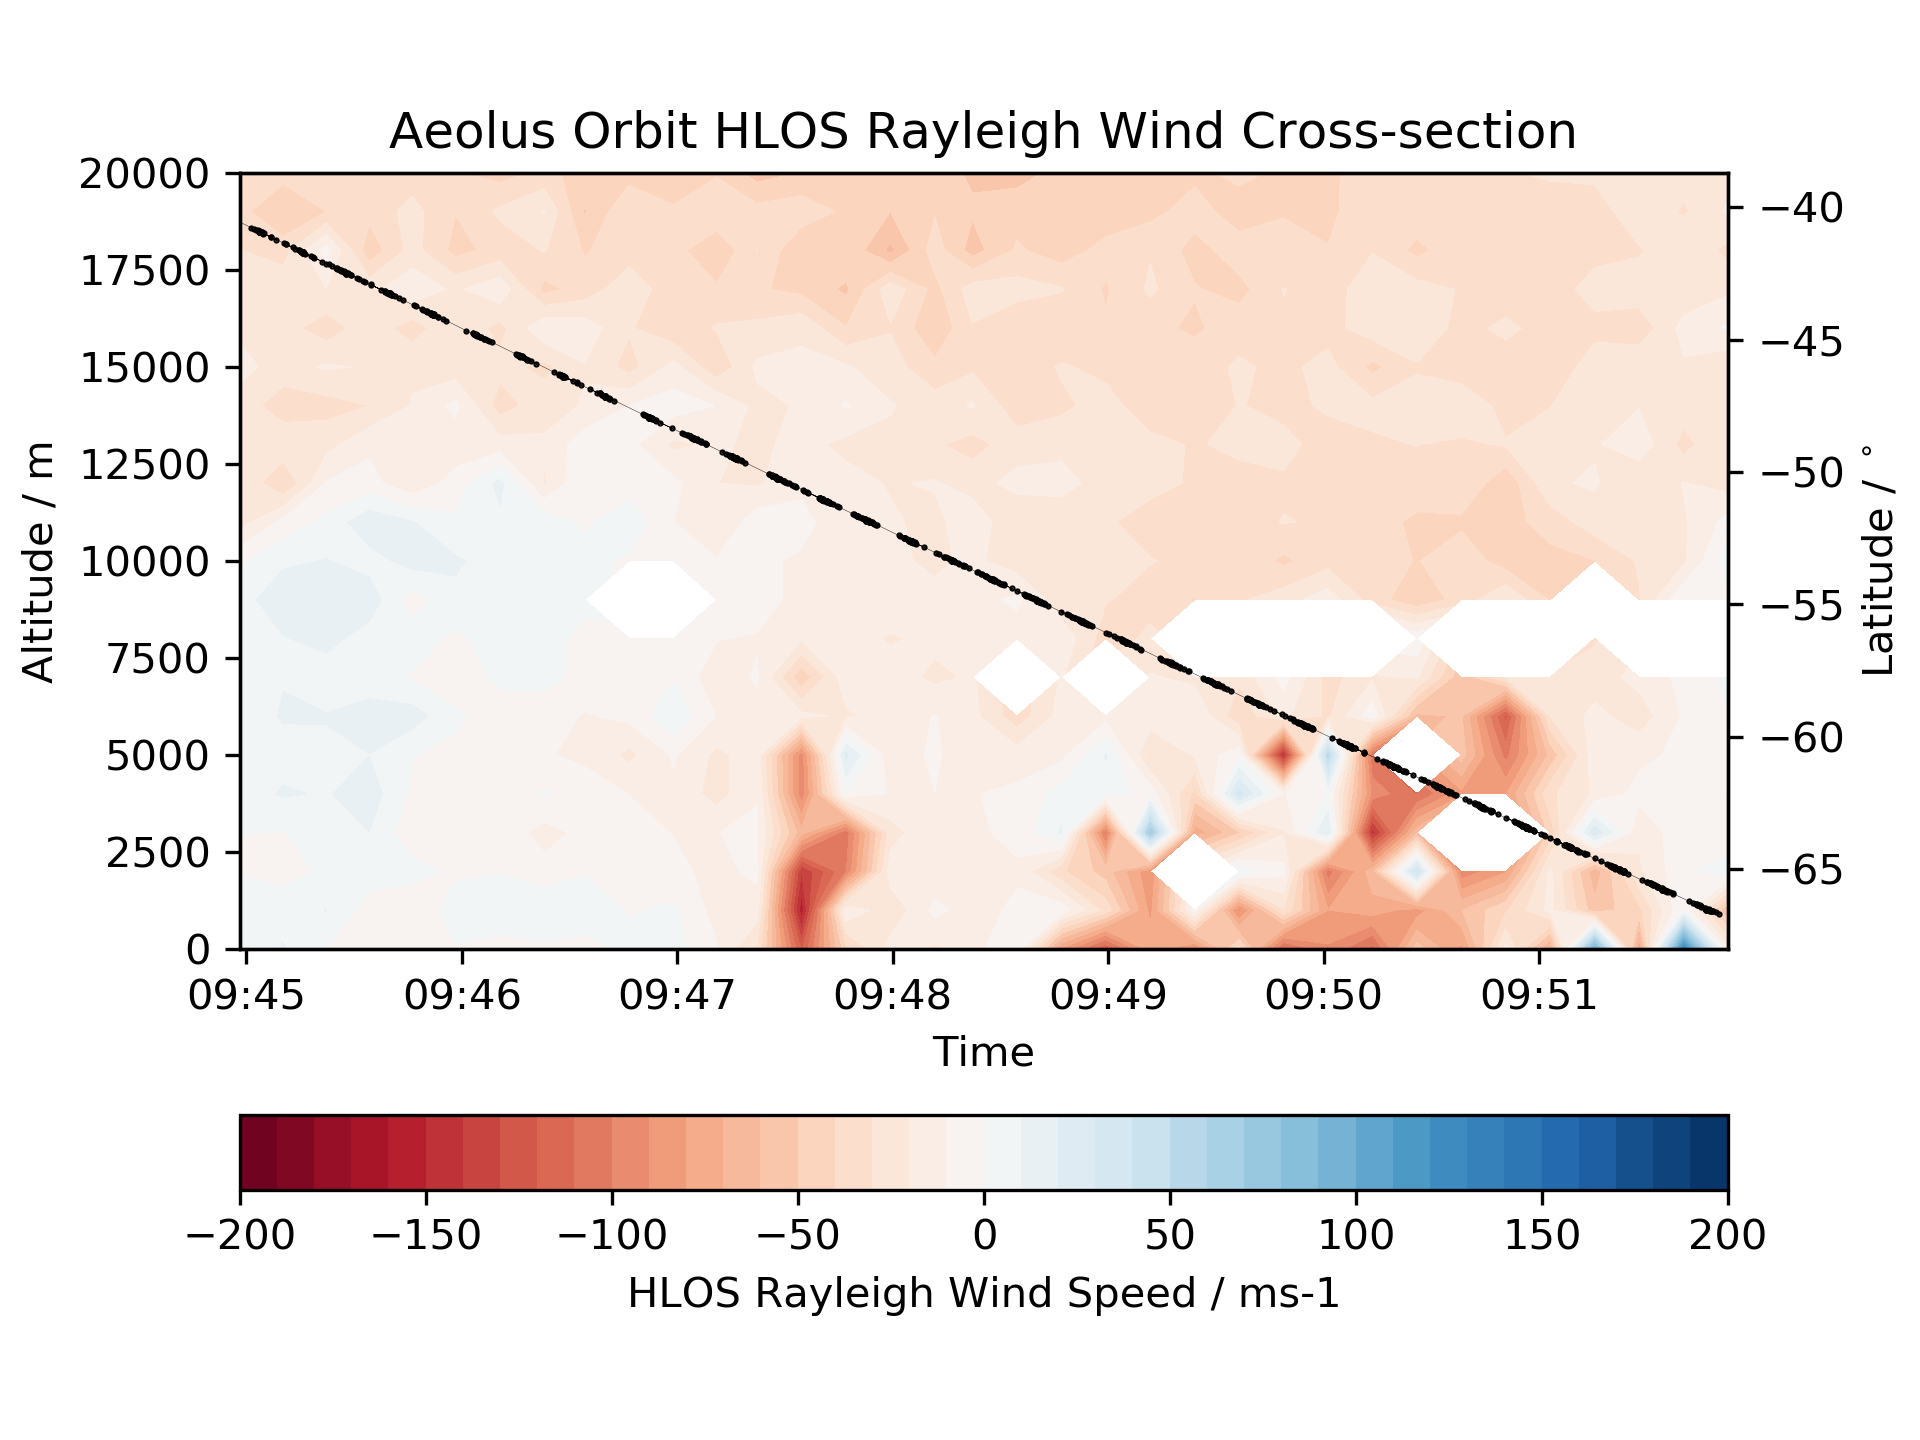 Aeolus Orbit HLOS Rayleigh Wind Cross-section
20000
17500
15000
12500
10000
7500
5000
2500
0
Altitude / m
−40
−45
−50
−55
−60
−65
Latitude / °
09:45 09:46 09:47 09:48 09:49 09:50 09:51
Time
−200 −150 −100 −50 0 50 100 150 200
HLOS Rayleigh Wind Speed / ms-1